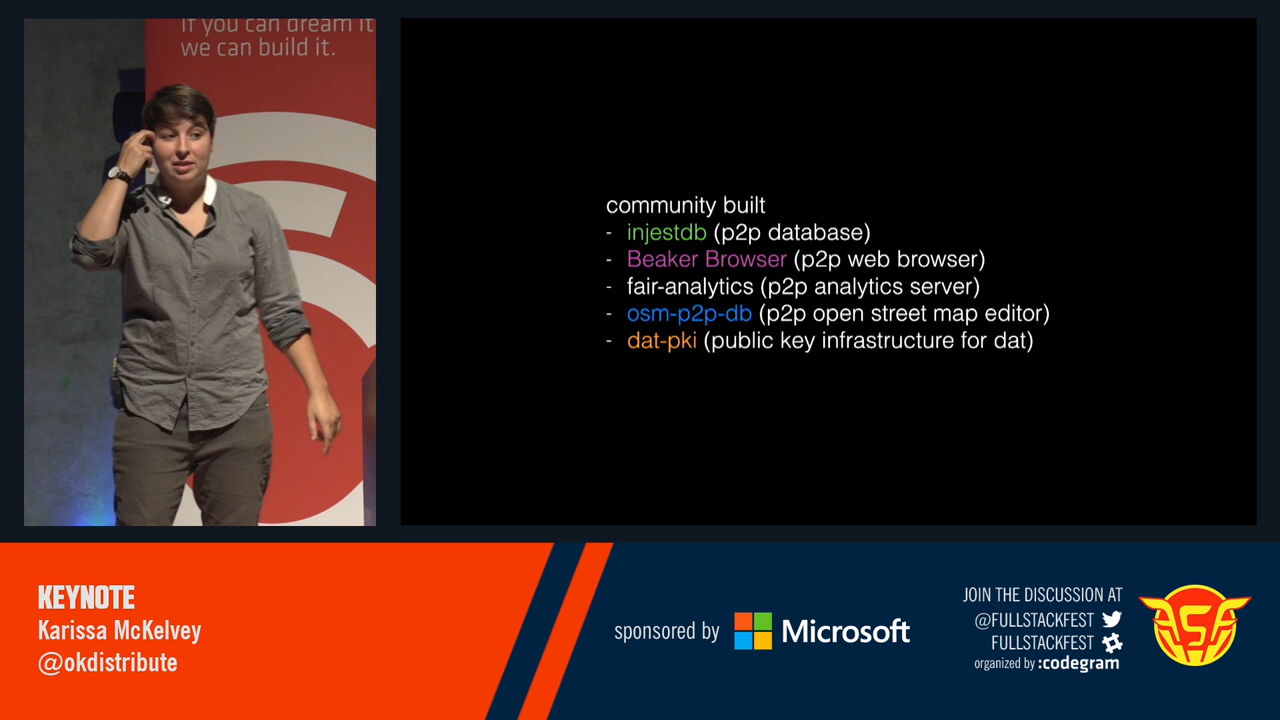 If you can dream it
we can build it.
community built
- injestdb (p2p database)
- Beaker Browser (p2p web browser)
- fair-analytics (p2p analytics server)
- osm-p2p-db (p2p open street map editor)
- dat-pki (public key infrastructure for dat)
KEYNOTE
Karissa McKelvey
@okdistribute
sponsored by Microsoft
JOIN THE DISCUSSION AT
@FULLSTACKFEST
FULLSTACKFEST
organized by :codegram
FSF